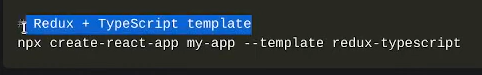 # Redux + TypeScript template
npx create-react-app my-app --template redux-typescript